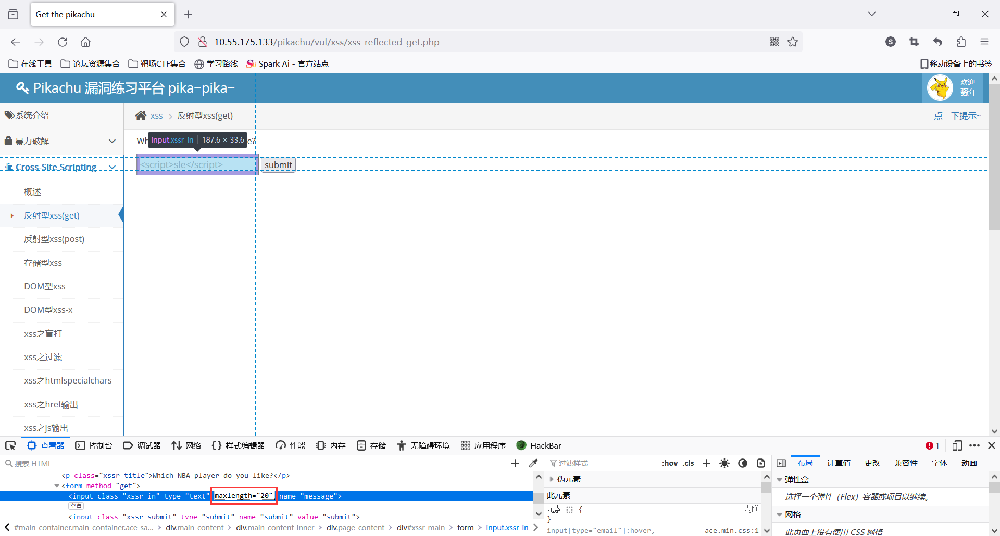 Get the pikachu
10.55.175.133/pikachu/vul/xss/xss_reflected_get.php
S
在线工具 论坛资源集合 靶场CTF集合 学习路线 Spark Ai - 官方站点 移动设备上的书签
Pikachu 漏洞练习平台 pika~pika~
欢迎
骚年
系统介绍
xss > 反射型xss(get)
点一下提示~
暴力破解
Wh
e?
input.xssr_in 187.6 × 33.6
Cross-Site Scripting
<script>sle</script>
submit
概述
反射型xss(get)
反射型xss(post)
存储型xss
DOM型xss
DOM型xss-x
xss之盲打
xss之过滤
xss之htmlspecialchars
xss之href输出
xss之js输出
查看器 控制台 调试器 网络 样式编辑器 性能 内存 存储 无障碍环境 应用程序 HackBar 1
搜索 HTML
过滤样式 :hov .cls
布局 计算值 更改 兼容性 字体 动画
<p class="xssr_title">Which NBA player do you like?</p>
<form method="get">
<input class="xssr_in" type="text" maxlength="20" name="message">
空白
<input class="xssr_submit" type="submit" name="submit" value="submit">
伪元素
此元素
元素 { 内联
}
input[type="email"]:hover, ace.min.css:1
弹性盒
选择一个弹性（Flex）容器或项目以继续。
网格
此页面上没有使用 CSS 网格
#main-container.main-container.ace-sa... > div.main-content > div.main-content-inner > div.page-content > div#xssr_main > form > input.xssr_in